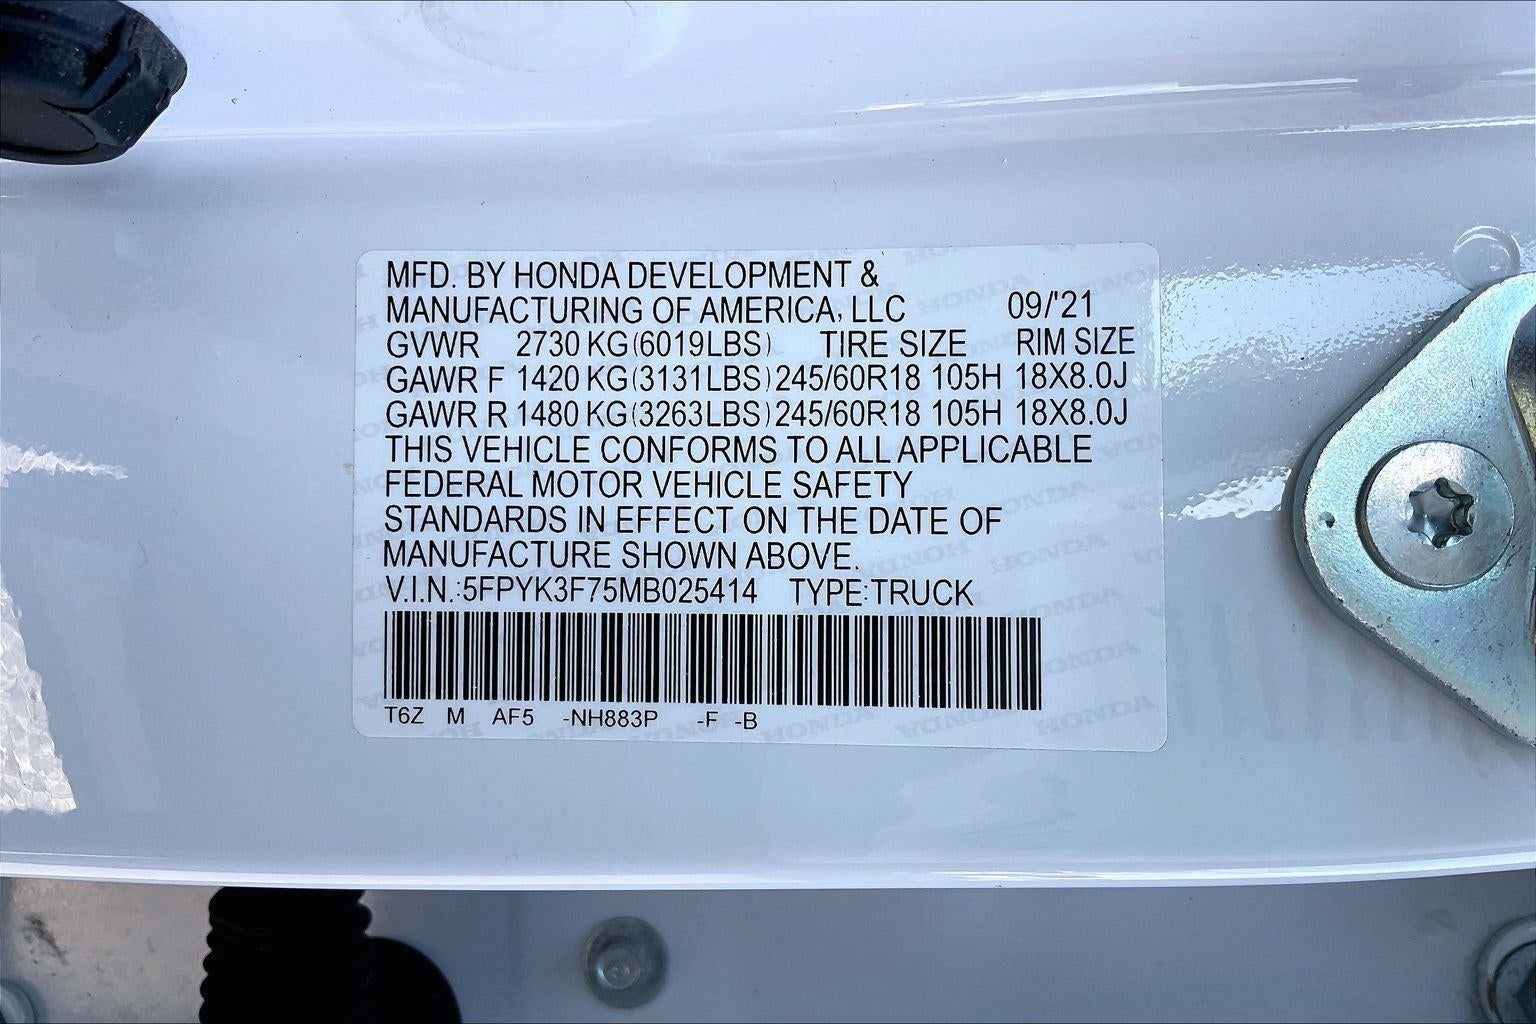 MFD. BY HONDA DEVELOPMENT &
MANUFACTURING OF AMERICA, LLC 09/'21
GVWR 2730 KG(6019LBS) TIRE SIZE RIM SIZE
GAWR F 1420 KG(3131LBS) 245/60R18 105H 18X8.0J
GAWR R 1480 KG(3263LBS) 245/60R18 105H 18X8.0J
THIS VEHICLE CONFORMS TO ALL APPLICABLE
FEDERAL MOTOR VEHICLE SAFETY
STANDARDS IN EFFECT ON THE DATE OF
MANUFACTURE SHOWN ABOVE.
V.I.N.:5FPYK3F75MB025414 TYPE:TRUCK
T6Z M AF5 -NH883P -F -B